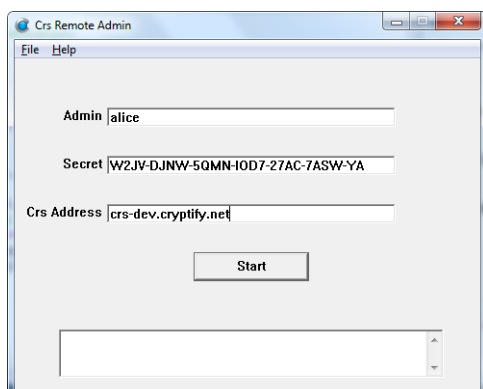 Crs Remote Admin
File Help
Admin alice
Secret W2JV-DJNW-5QMN-IOD7-27AC-7ASW-YA
Crs Address crs-dev.cryptify.net
Start